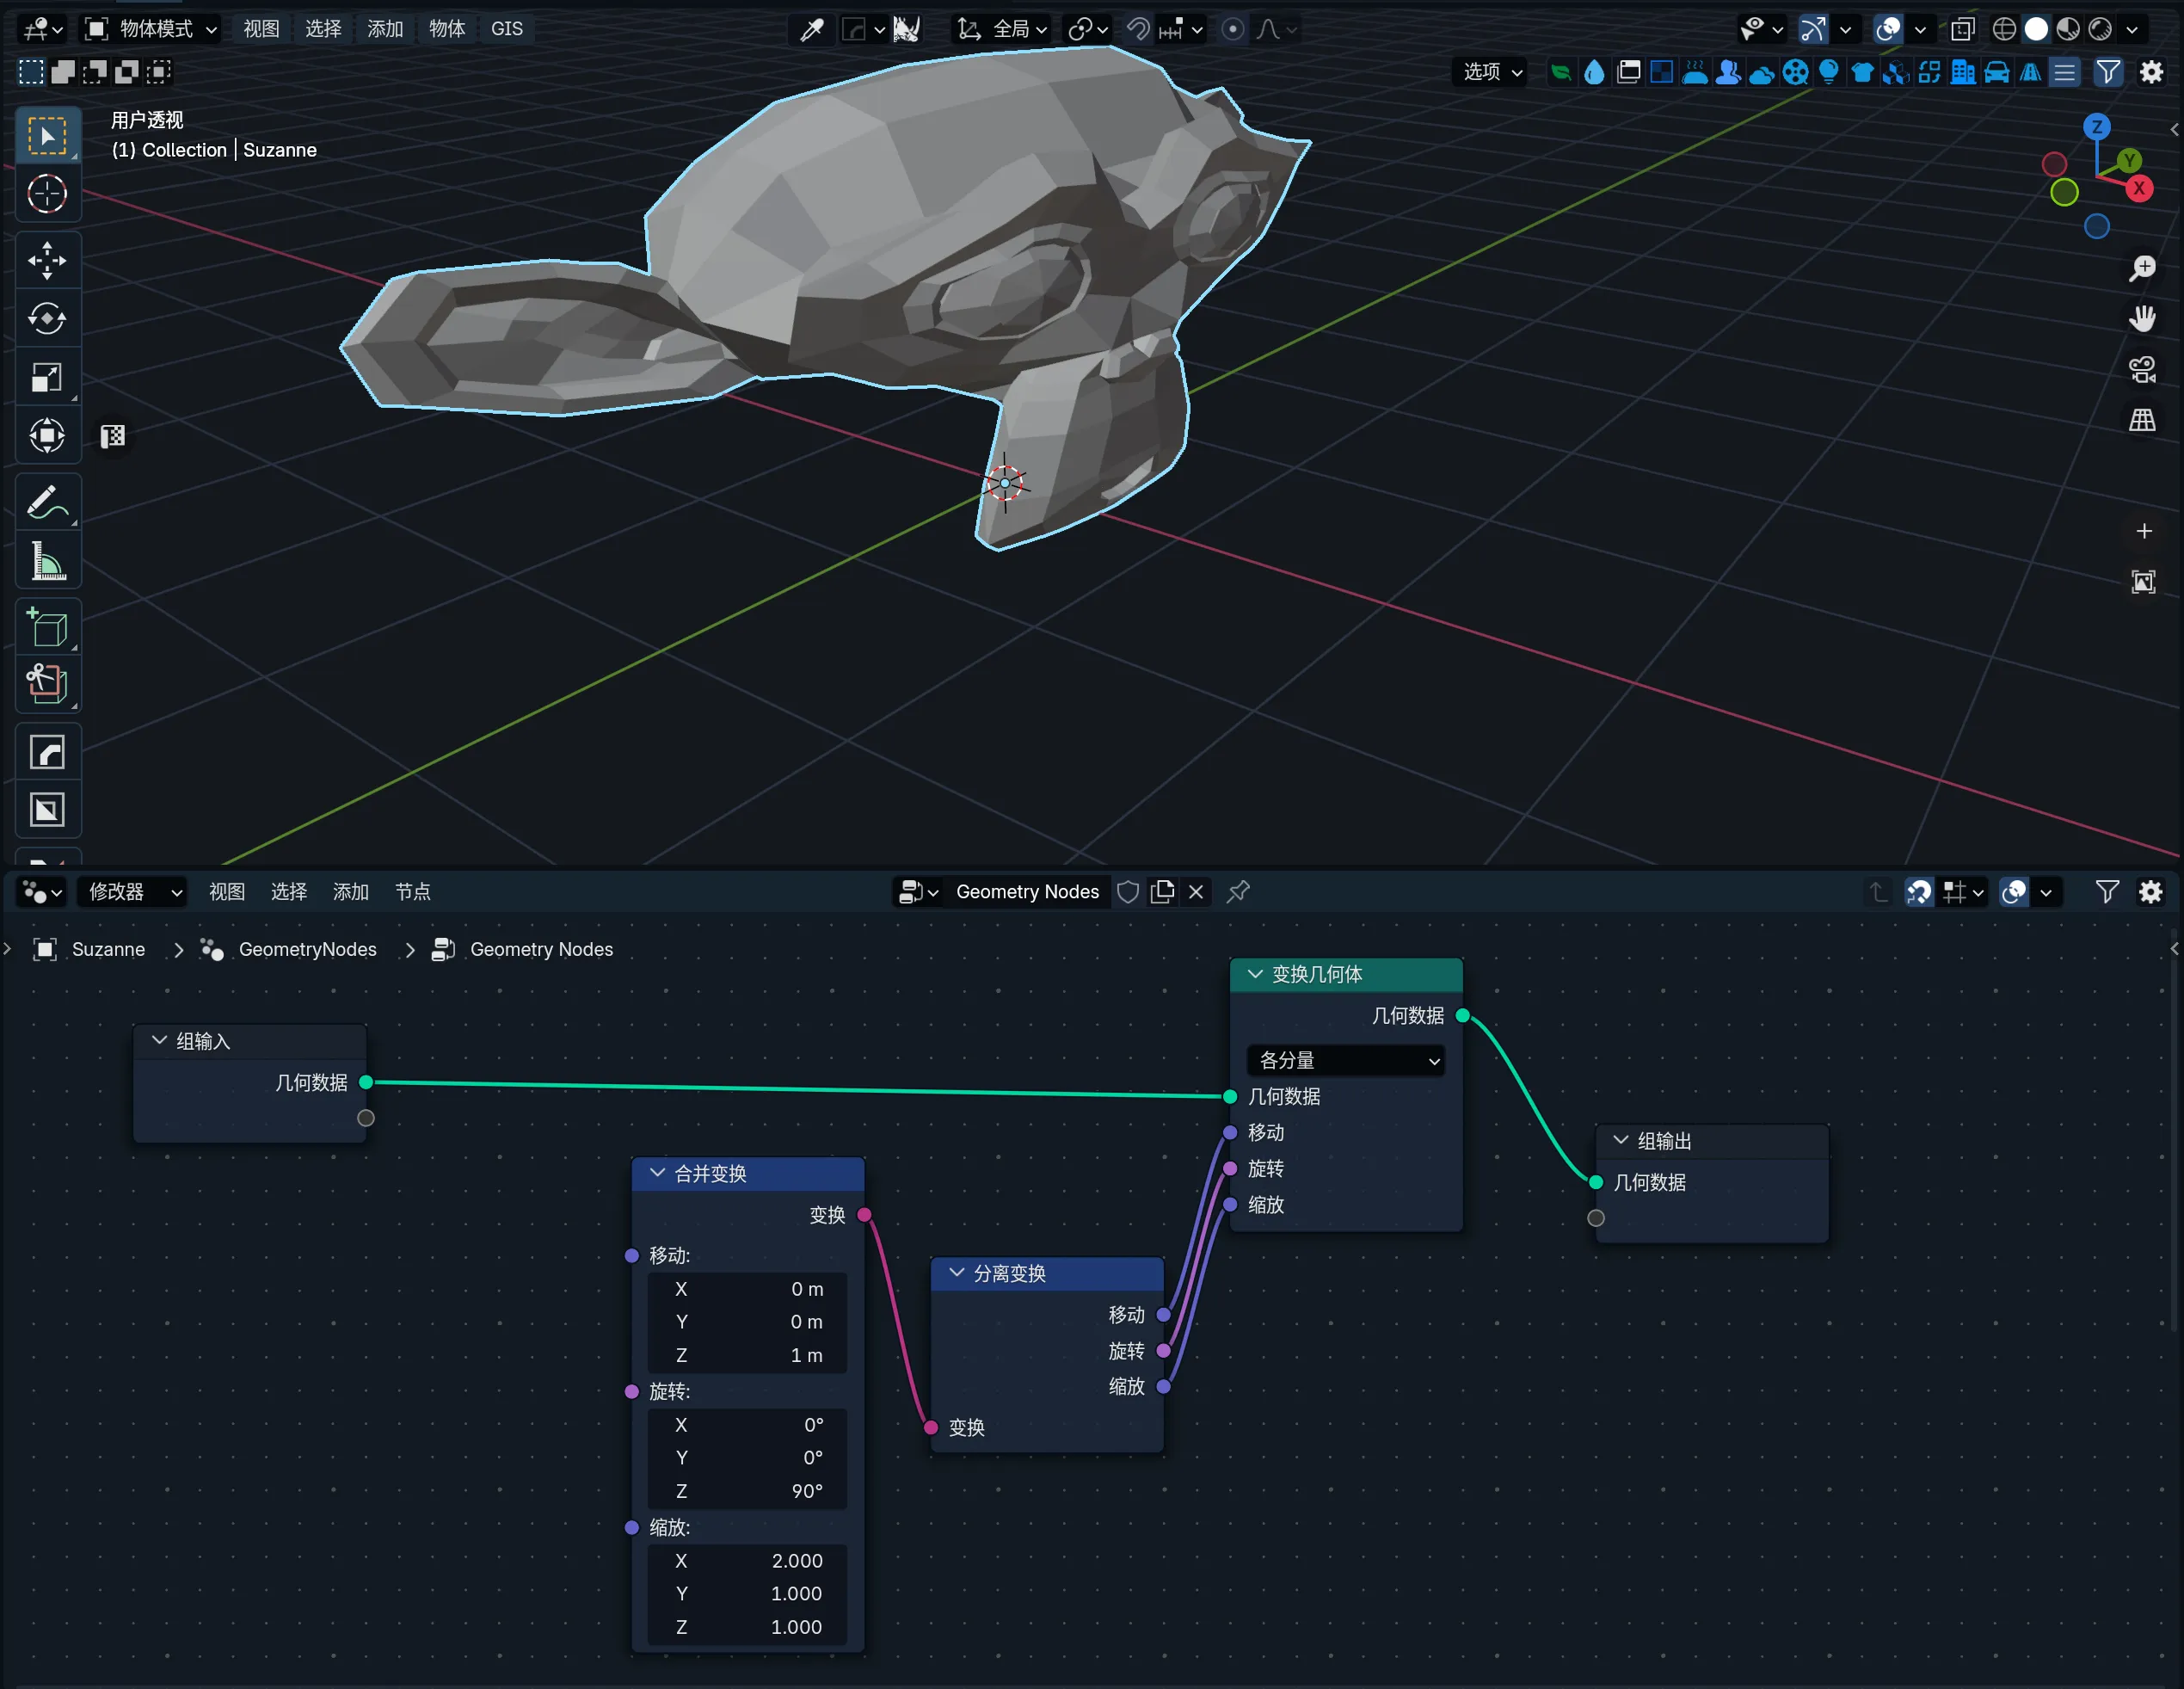 物体模式 视图 选择 添加 物体 GIS 全局
选项
用户透视
(1) Collection | Suzanne
Z
Y
X
修改器 视图 选择 添加 节点 Geometry Nodes
Suzanne GeometryNodes Geometry Nodes
组输入
几何数据
合并变换
变换
移动:
X 0 m
Y 0 m
Z 1 m
旋转:
X 0°
Y 0°
Z 90°
缩放:
X 2.000
Y 1.000
Z 1.000
分离变换
移动
旋转
缩放
变换
变换几何体
几何数据
各分量
几何数据
移动
旋转
缩放
组输出
几何数据